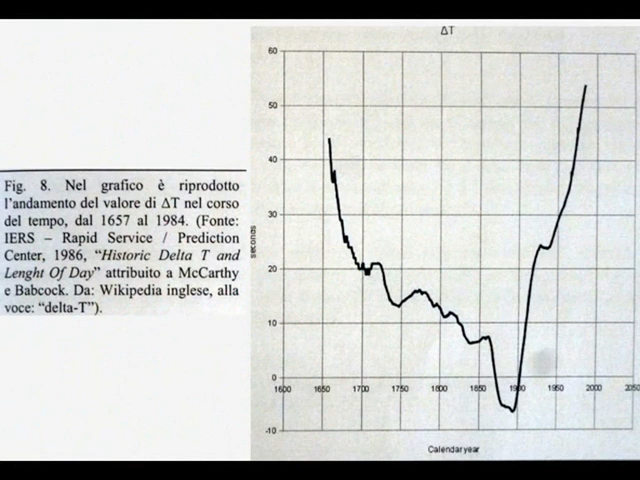 Fig. 8. Nel grafico è riprodotto
l'andamento del valore di ΔT nel corso
del tempo, dal 1657 al 1984. (Fonte:
IERS – Rapid Service / Prediction
Center, 1986, "Historic Delta T and
Lenght Of Day" attribuito a McCarthy
e Babcock. Da: Wikipedia inglese, alla
voce: "delta-T").
ΔT
60
50
40
30
20
10
0
-10
seconds
1600 1650 1700 1750 1800 1850 1900 1950 2000 2050
Calendar year